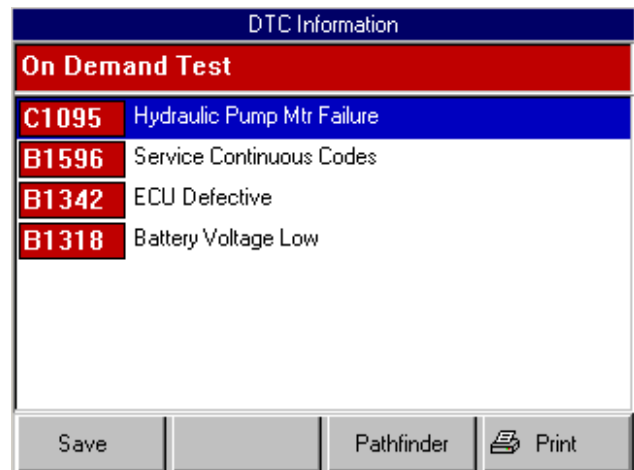 DTC Information
On Demand Test
C1095 Hydraulic Pump Mtr Failure
B1596 Service Continuous Codes
B1342 ECU Defective
B1318 Battery Voltage Low
Save Pathfinder Print